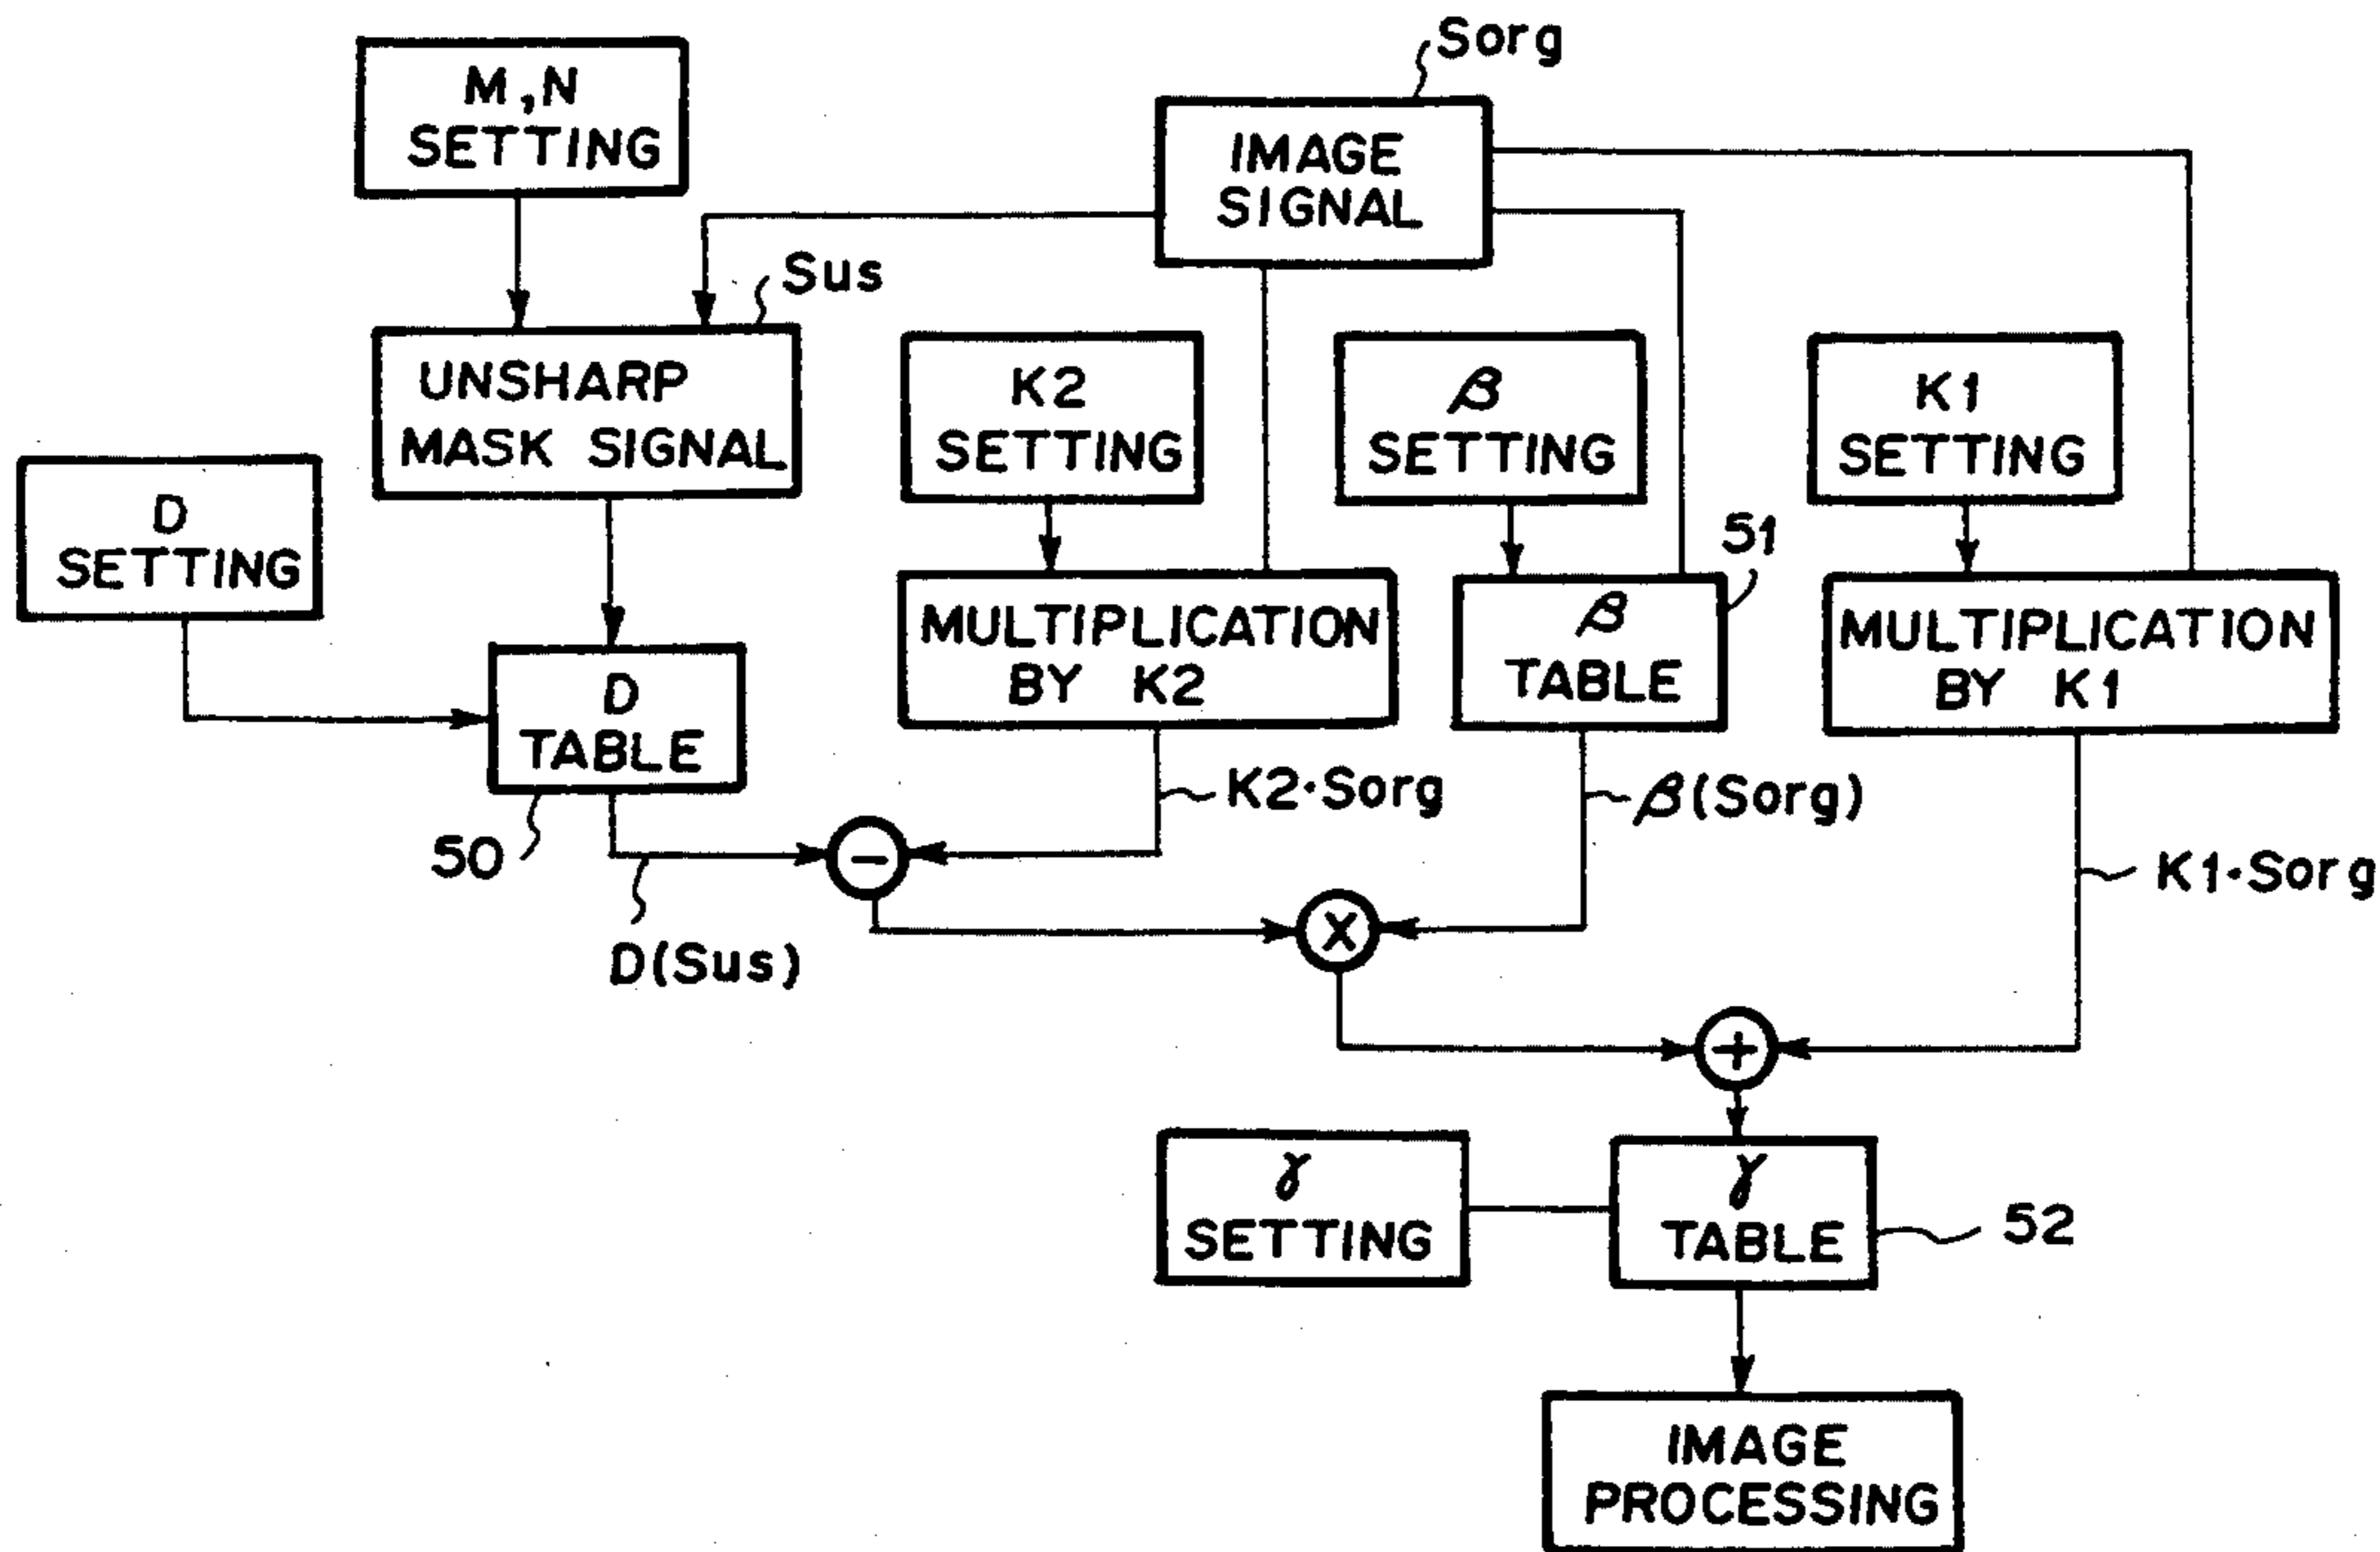 Sorg
M,N
SETTING
IMAGE
SIGNAL
Sus
UNSHARP
MASK SIGNAL
K2
SETTING
β
SETTING
K1
SETTING
D
SETTING
51
MULTIPLICATION
BY K2
β
TABLE
MULTIPLICATION
BY K1
D
TABLE
K2·Sorg
β(Sorg)
50
−
K1·Sorg
D(Sus)
X
+
γ
SETTING
γ
TABLE
52
IMAGE
PROCESSING